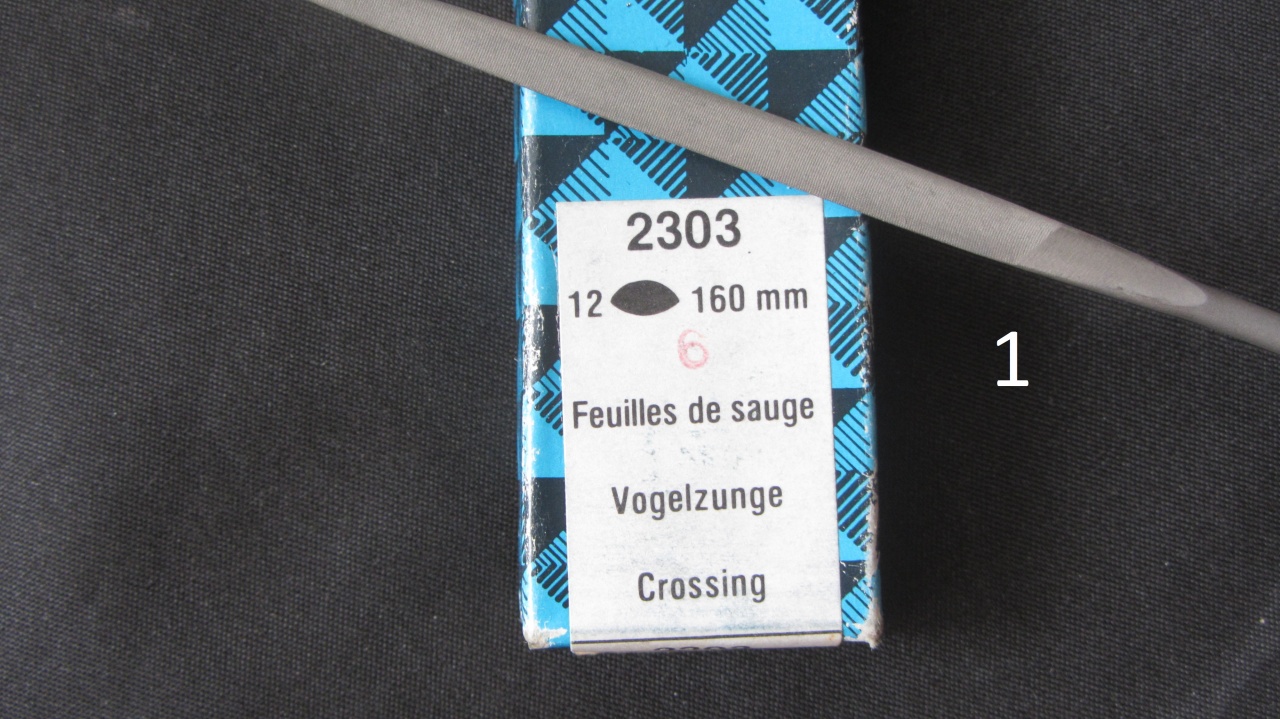 2303
12 160 mm
6
Feuilles de sauge
Vogelzunge
Crossing
1